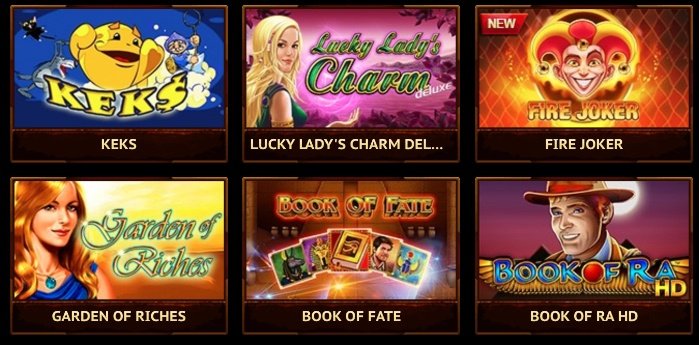 KEK$
KEKS
Lucky Lady's
Charm
deluxe
LUCKY LADY'S CHARM DEL...
NEW
FIRE JOKER
FIRE JOKER
Garden of
Riches
GARDEN OF RICHES
BOOK OF FATE
BOOK OF FATE
BOOK OF RA
HD
BOOK OF RA HD